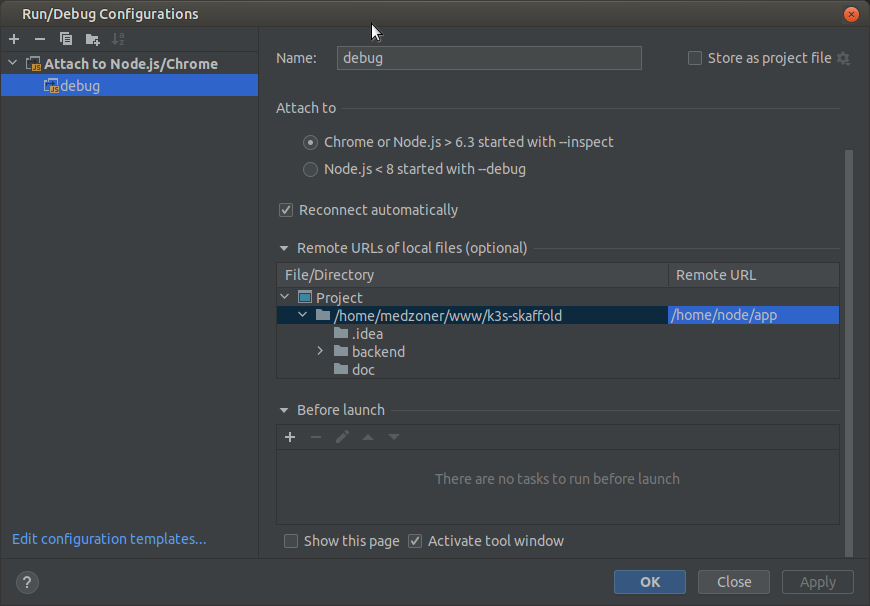 Run/Debug Configurations
Attach to Node.js/Chrome
debug
Edit configuration templates...
Name: debug Store as project file
Attach to
Chrome or Node.js > 6.3 started with --inspect
Node.js < 8 started with --debug
Reconnect automatically
Remote URLs of local files (optional)
File/Directory Remote URL
Project
/home/medzoner/www/k3s-skaffold /home/node/app
.idea
backend
doc
Before launch
There are no tasks to run before launch
Show this page Activate tool window
? OK Close Apply